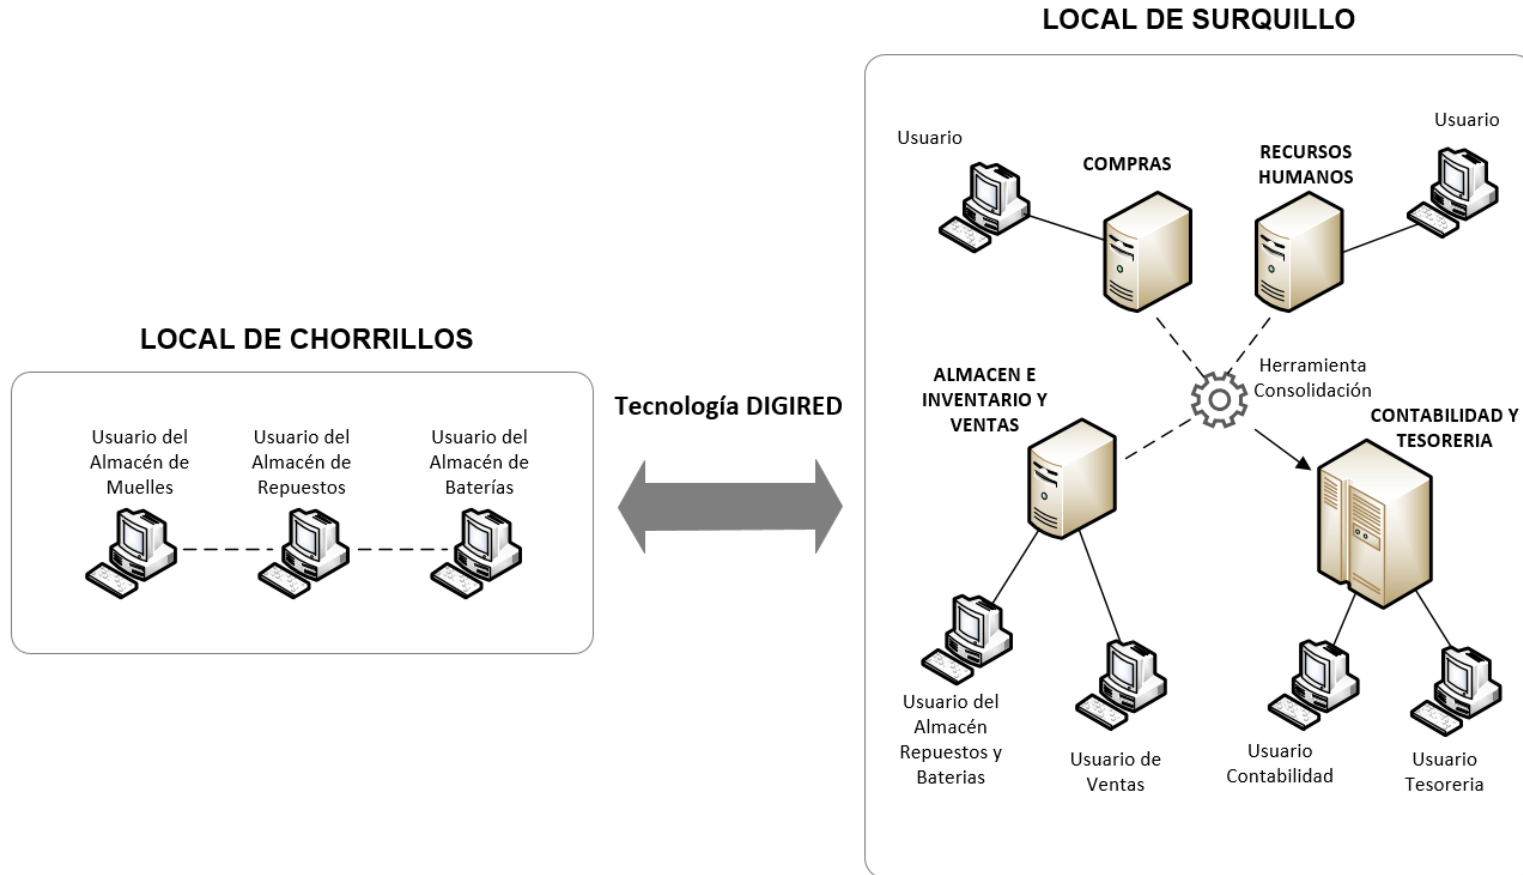 LOCAL DE SURQUILLO
Usuario
COMPRAS
RECURSOS
HUMANOS
Usuario
LOCAL DE CHORRILLOS
Usuario del
Almacén de
Muelles
Usuario del
Almacén de
Repuestos
Usuario del
Almacén de
Baterías
Tecnología DIGIRED
ALMACEN E
INVENTARIO Y
VENTAS
Herramienta
Consolidación
CONTABILIDAD Y
TESORERIA
Usuario del
Almacén
Repuestos y
Baterias
Usuario de
Ventas
Usuario
Contabilidad
Usuario
Tesoreria